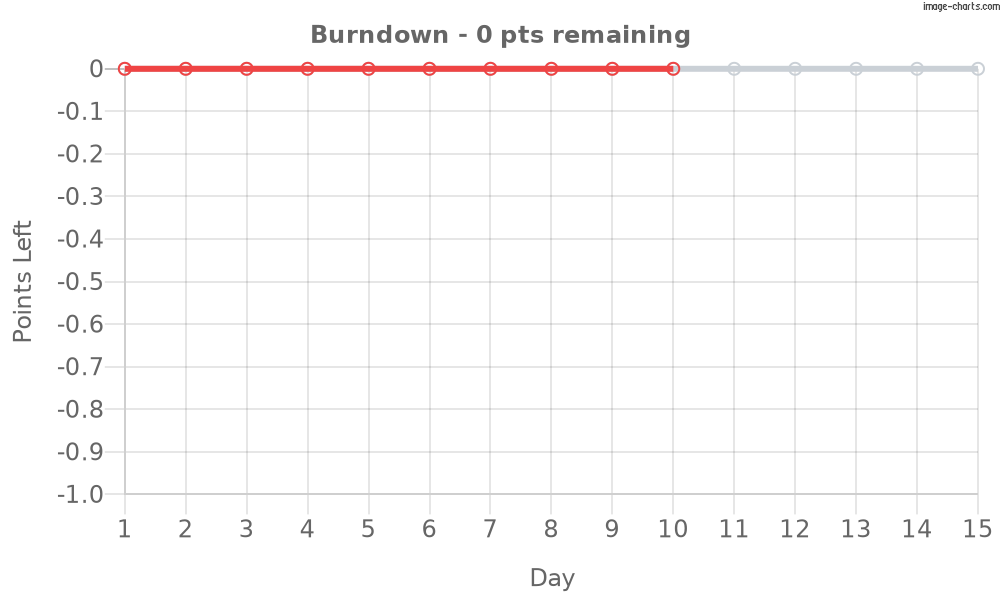 image-charts.com
Burndown - 0 pts remaining
0
-0.1
-0.2
-0.3
-0.4
-0.5
-0.6
-0.7
-0.8
-0.9
-1.0
Points Left
1 2 3 4 5 6 7 8 9 10 11 12 13 14 15
Day